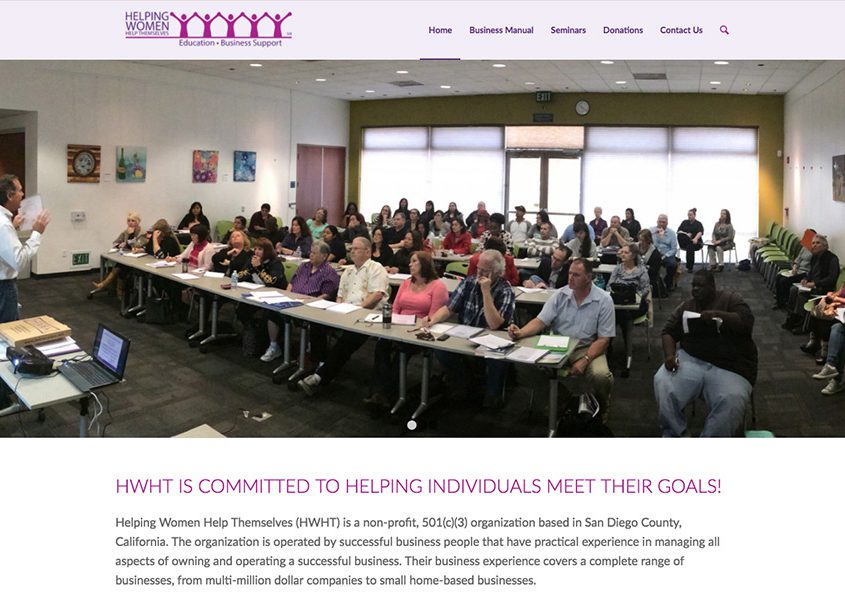 HELPING
WOMEN
HELP THEMSELVES
Education • Business Support
Home Business Manual Seminars Donations Contact Us
EXIT
HWHT IS COMMITTED TO HELPING INDIVIDUALS MEET THEIR GOALS!
Helping Women Help Themselves (HWHT) is a non-profit, 501(c)(3) organization based in San Diego County,
California. The organization is operated by successful business people that have practical experience in managing all
aspects of owning and operating a successful business. Their business experience covers a complete range of
businesses, from multi-million dollar companies to small home-based businesses.